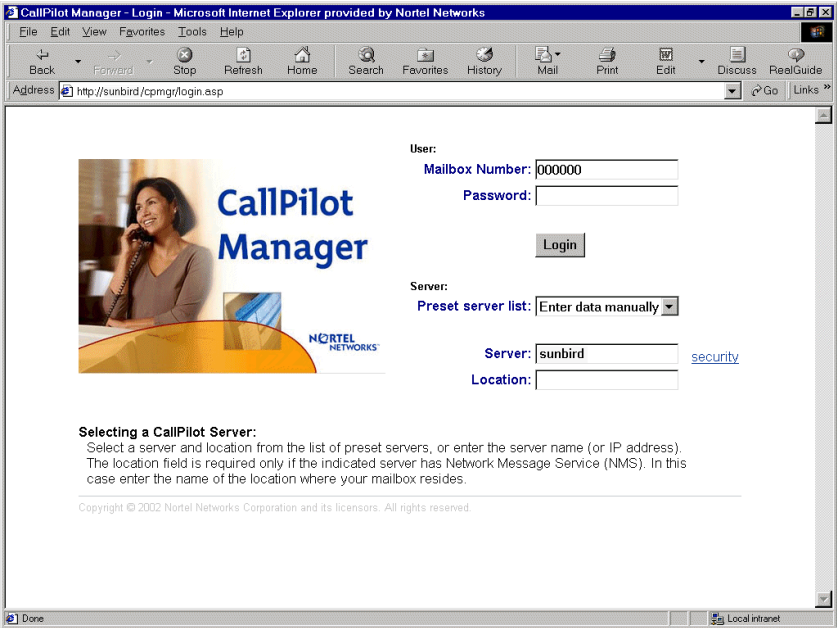 CallPilot Manager - Login - Microsoft Internet Explorer provided by Nortel Networks
File Edit View Favorites Tools Help
Back Forward Stop Refresh Home Search Favorites History Mail Print Edit Discuss RealGuide
Address http://sunbird/cpmgr/login.asp Go Links »
User:
Mailbox Number: 000000
Password:
CallPilot
Manager
Login
Server:
Preset server list: Enter data manually
NORTEL
NETWORKS™
Server: sunbird security
Location:
Selecting a CallPilot Server:
Select a server and location from the list of preset servers, or enter the server name (or IP address).
The location field is required only if the indicated server has Network Message Service (NMS). In this
case enter the name of the location where your mailbox resides.
Copyright © 2002 Nortel Networks Corporation and its licensors. All rights reserved.
Done Local intranet